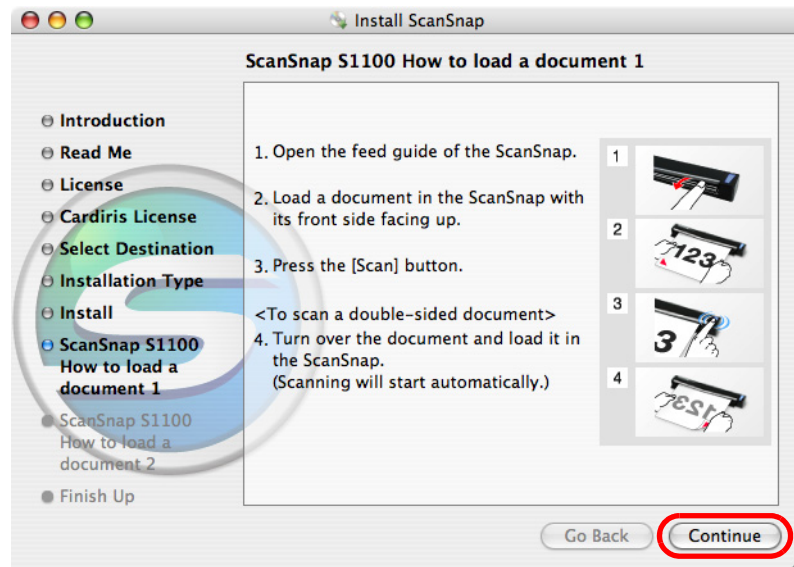 Install ScanSnap
ScanSnap S1100 How to load a document 1
Introduction
Read Me
License
Cardiris License
Select Destination
Installation Type
Install
ScanSnap S1100
How to load a
document 1
ScanSnap S1100
How to load a
document 2
Finish Up
1. Open the feed guide of the ScanSnap.
2. Load a document in the ScanSnap with
its front side facing up.
3. Press the [Scan] button.
<To scan a double-sided document>
4. Turn over the document and load it in
the ScanSnap.
(Scanning will start automatically.)
1
2
123
3
3
4
123
Go Back
Continue